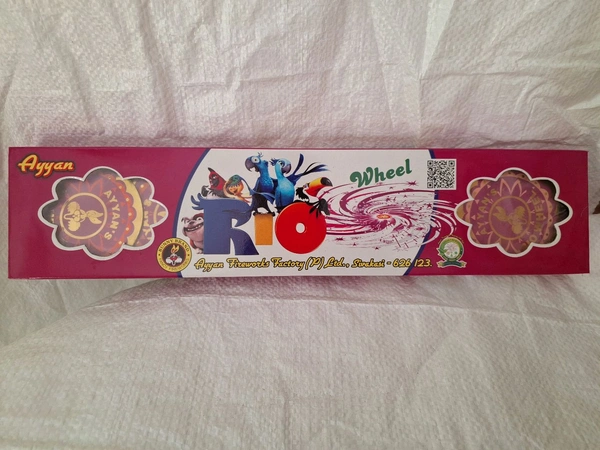 Ayyan
Wheel
RIO
AYYAN'S
Ayyan Fireworks Factory (P) Ltd., Sivakasi - 626 123.